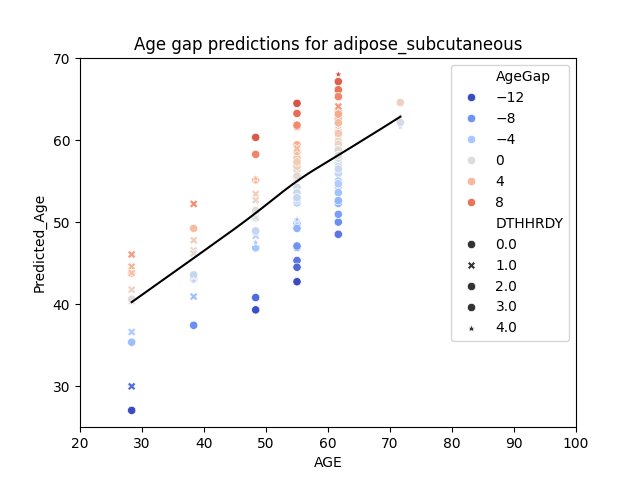 Age gap predictions for adipose_subcutaneous
Predicted_Age
70
60
50
40
30
20 30 40 50 60 70 80 90 100
AGE
AgeGap
−12
−8
−4
0
4
8
DTHHRDY
0.0
1.0
2.0
3.0
4.0